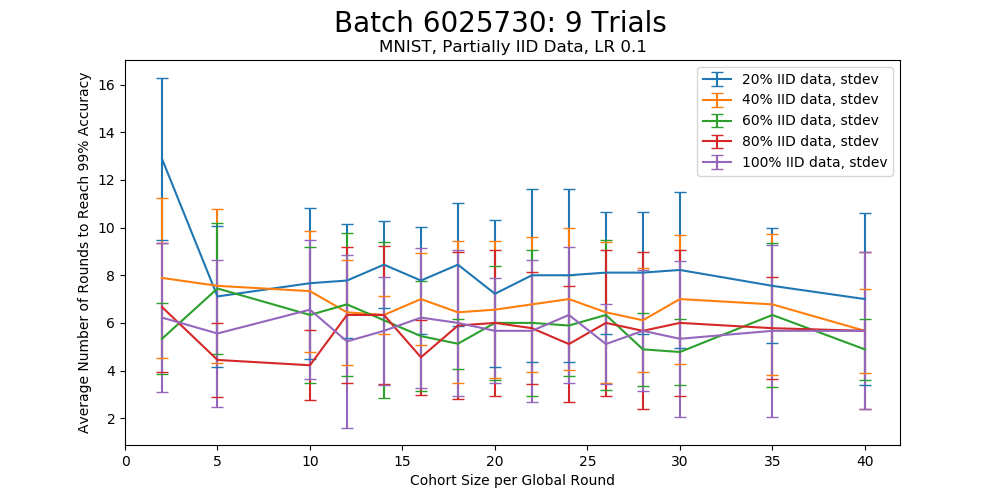 Batch 6025730: 9 Trials
MNIST, Partially IID Data, LR 0.1
Average Number of Rounds to Reach 99% Accuracy
16
14
12
10
8
6
4
2
20% IID data, stdev
40% IID data, stdev
60% IID data, stdev
80% IID data, stdev
100% IID data, stdev
0 5 10 15 20 25 30 35 40
Cohort Size per Global Round